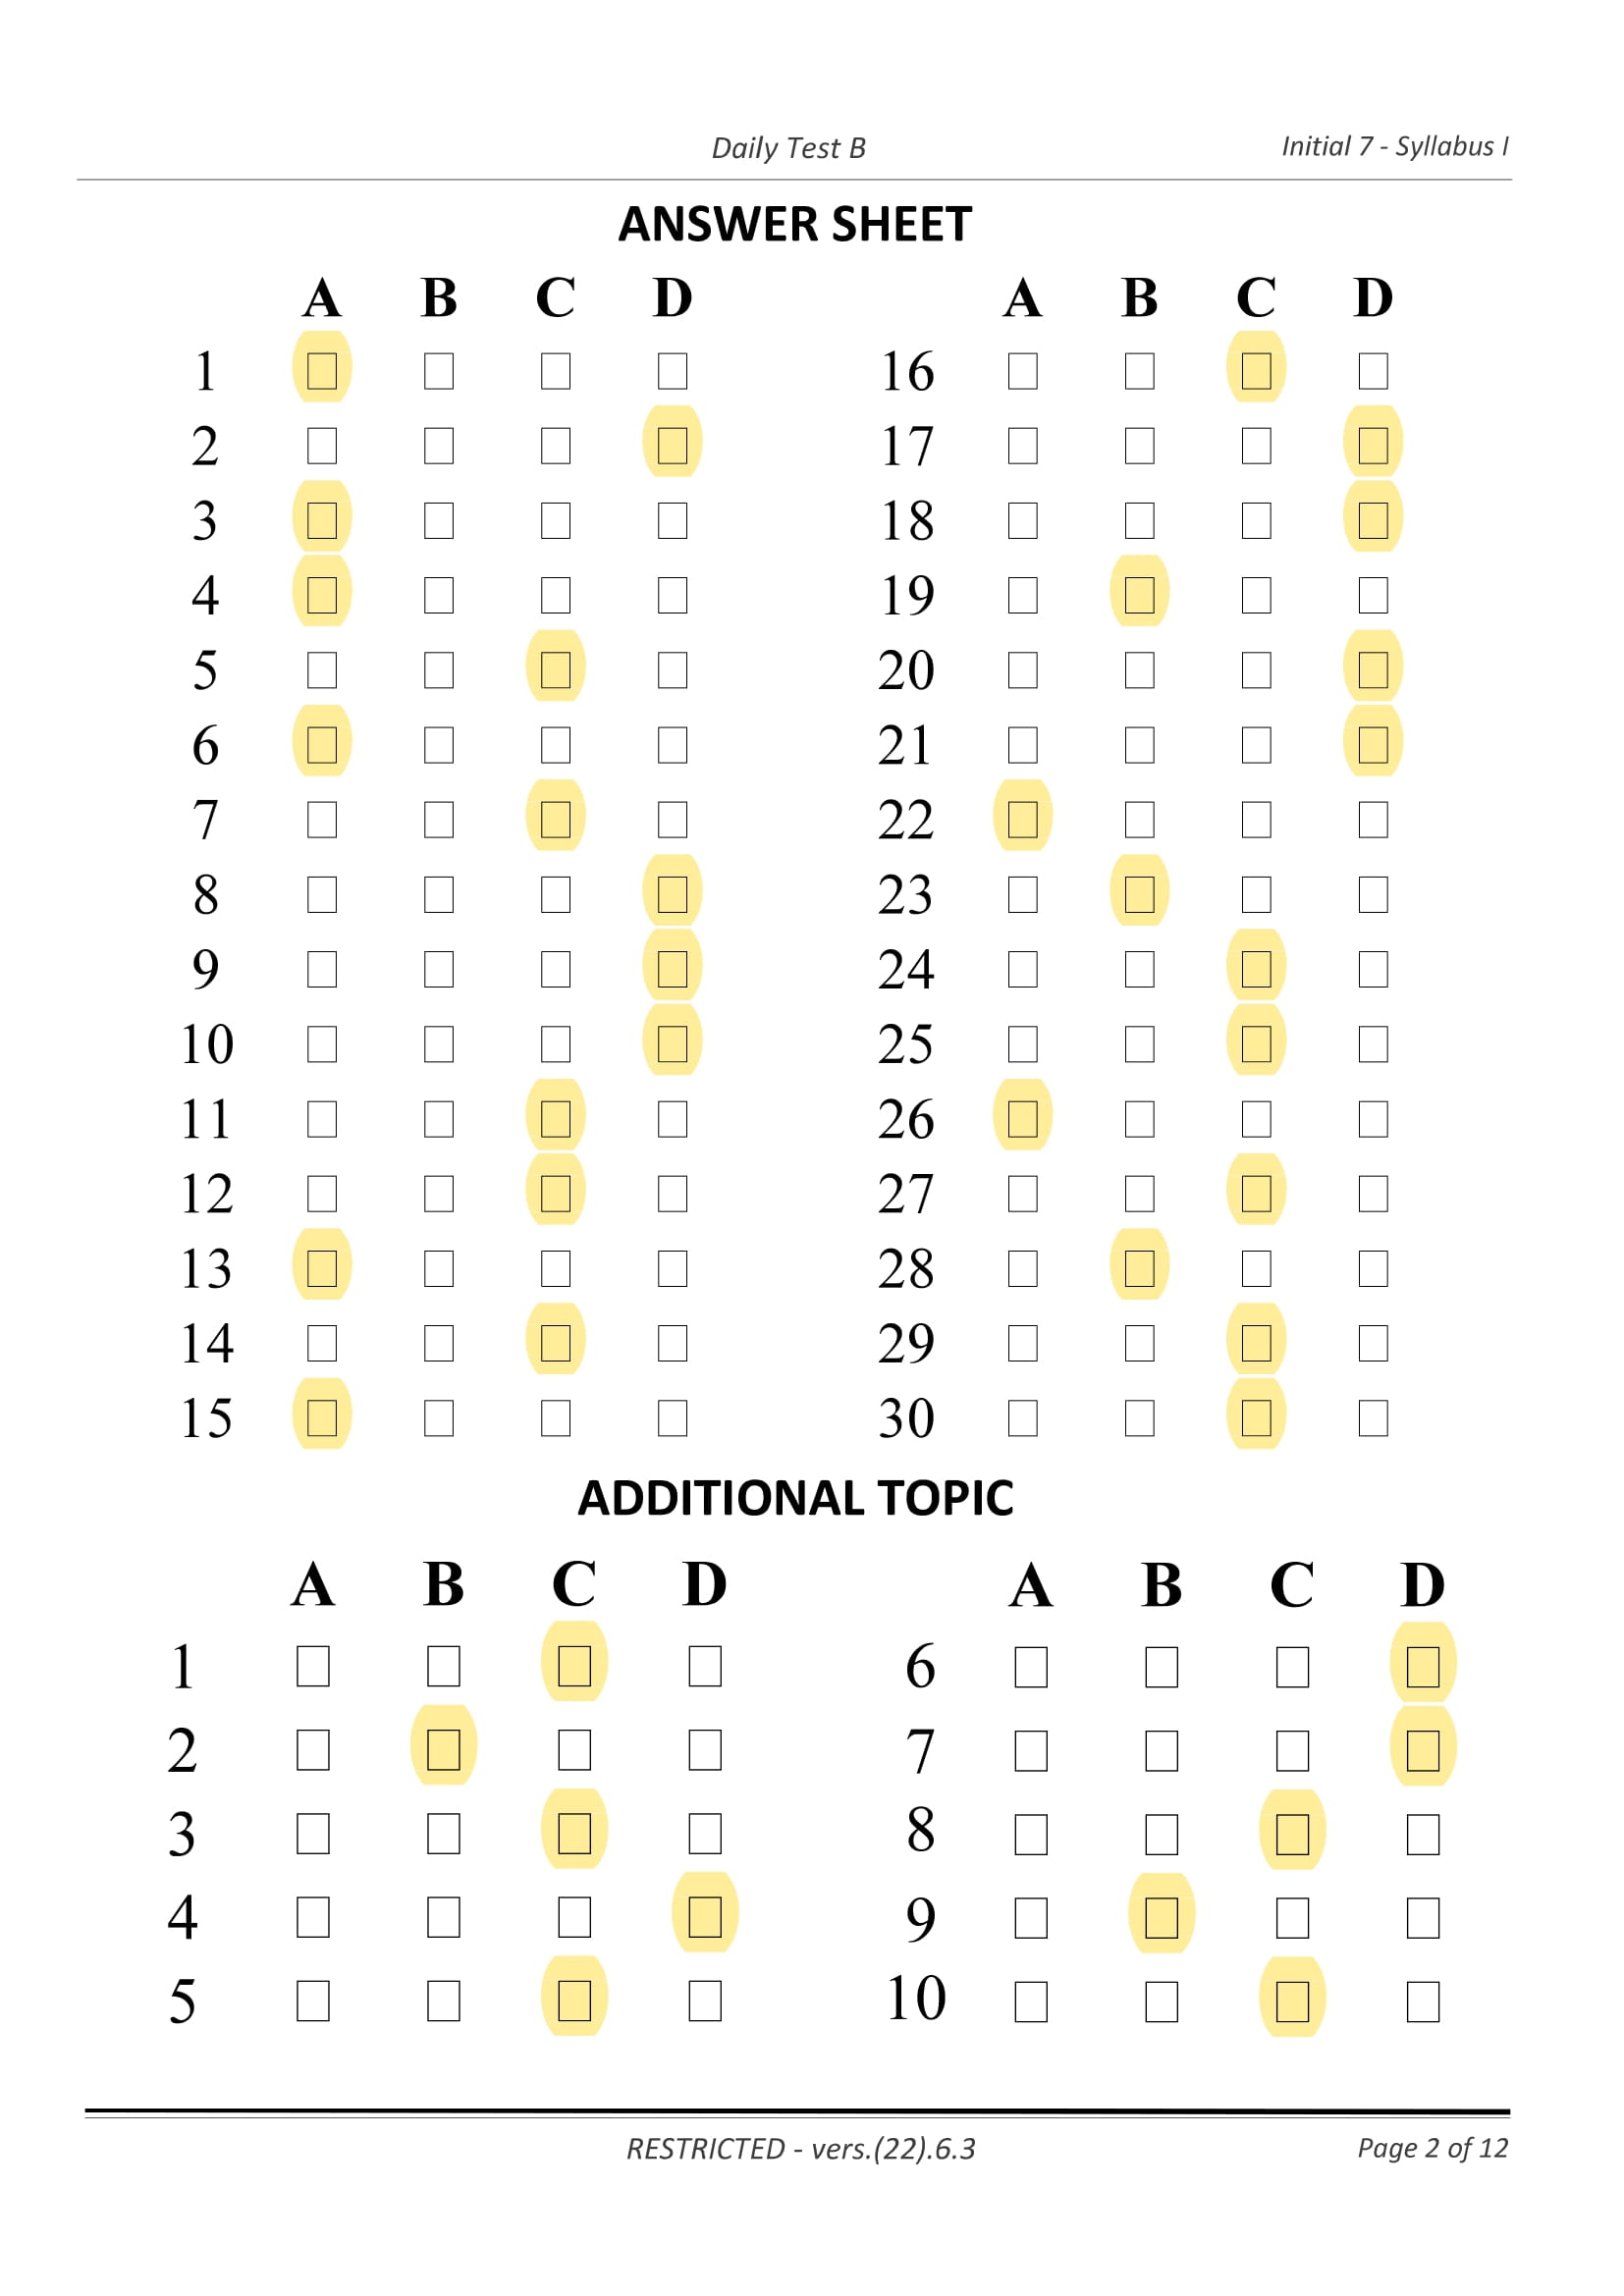 Daily Test B Initial 7 - Syllabus I
ANSWER SHEET
A B C D A B C D
1 □ □ □ □ 16 □ □ □ □
2 □ □ □ □ 17 □ □ □ □
3 □ □ □ □ 18 □ □ □ □
4 □ □ □ □ 19 □ □ □ □
5 □ □ □ □ 20 □ □ □ □
6 □ □ □ □ 21 □ □ □ □
7 □ □ □ □ 22 □ □ □ □
8 □ □ □ □ 23 □ □ □ □
9 □ □ □ □ 24 □ □ □ □
10 □ □ □ □ 25 □ □ □ □
11 □ □ □ □ 26 □ □ □ □
12 □ □ □ □ 27 □ □ □ □
13 □ □ □ □ 28 □ □ □ □
14 □ □ □ □ 29 □ □ □ □
15 □ □ □ □ 30 □ □ □ □
ADDITIONAL TOPIC
A B C D A B C D
1 □ □ □ □ 6 □ □ □ □
2 □ □ □ □ 7 □ □ □ □
3 □ □ □ □ 8 □ □ □ □
4 □ □ □ □ 9 □ □ □ □
5 □ □ □ □ 10 □ □ □ □
RESTRICTED - vers.(22).6.3 Page 2 of 12